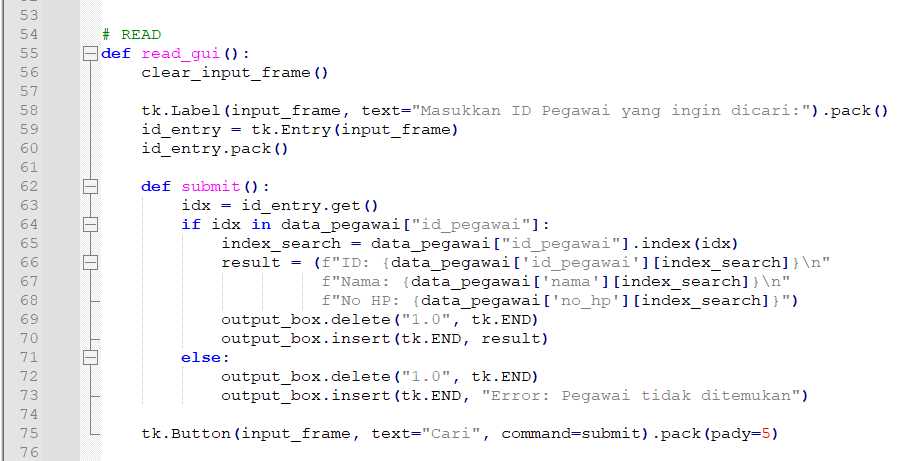 53
54 # READ
55 def read_gui():
56     clear_input_frame()
57
58     tk.Label(input_frame, text="Masukkan ID Pegawai yang ingin dicari:").pack()
59     id_entry = tk.Entry(input_frame)
60     id_entry.pack()
61
62     def submit():
63         idx = id_entry.get()
64         if idx in data_pegawai["id_pegawai"]:
65             index_search = data_pegawai["id_pegawai"].index(idx)
66             result = (f"ID: {data_pegawai['id_pegawai'][index_search]}\n"
67                       f"Nama: {data_pegawai['nama'][index_search]}\n"
68                       f"No HP: {data_pegawai['no_hp'][index_search]}")
69             output_box.delete("1.0", tk.END)
70             output_box.insert(tk.END, result)
71         else:
72             output_box.delete("1.0", tk.END)
73             output_box.insert(tk.END, "Error: Pegawai tidak ditemukan")
74
75     tk.Button(input_frame, text="Cari", command=submit).pack(pady=5)
76